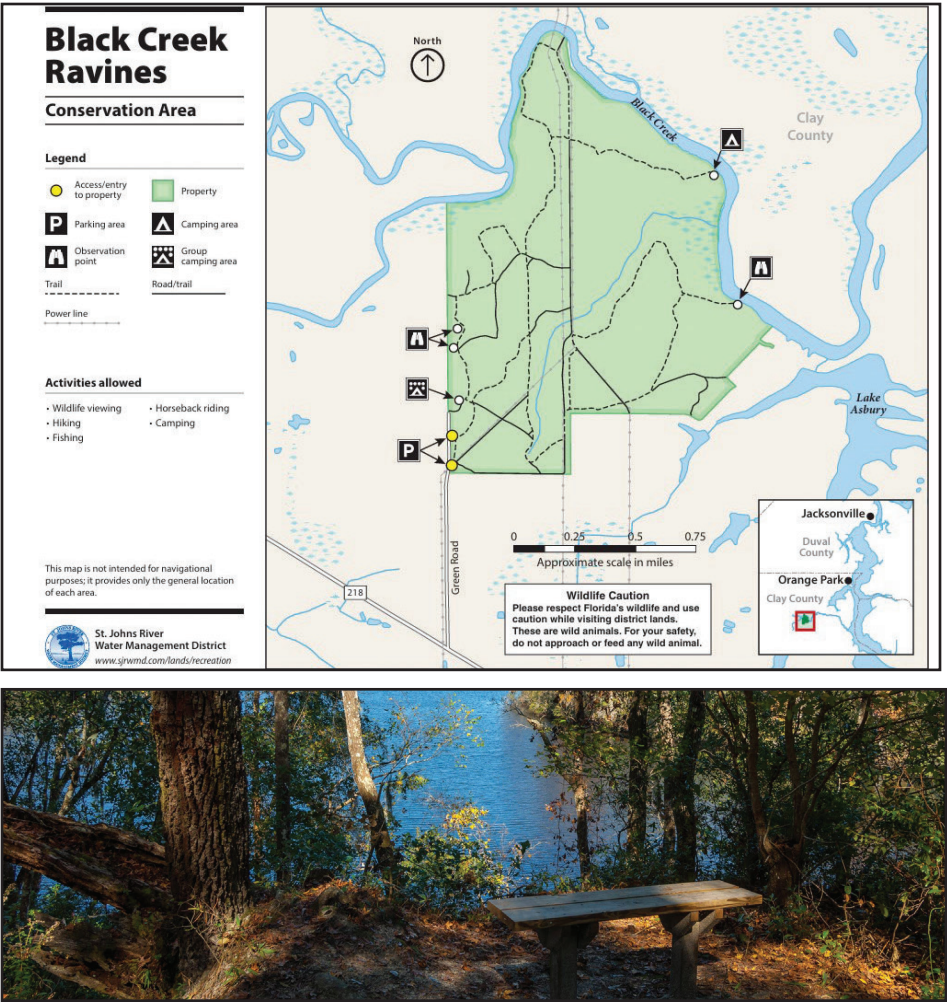 Black Creek
Ravines
Conservation Area
Legend
Access/entry
to property
Property
P
Parking area
Camping area
Observation
point
Group
camping area
Trail
Road/trail
Power line
Activities allowed
• Wildlife viewing
• Hiking
• Fishing
• Horseback riding
• Camping
This map is not intended for navigational
purposes; it provides only the general location
of each area.
St. Johns River
Water Management District
www.sjrwmd.com/lands/recreation
North
Black Creek
Clay
County
Lake
Asbury
P
Green Road
218
0 0.25 0.5 0.75
Approximate scale in miles
Wildlife Caution
Please respect Florida's wildlife and use
caution while visiting district lands.
These are wild animals. For your safety,
do not approach or feed any wild animal.
Jacksonville
Duval
County
Orange Park
Clay County